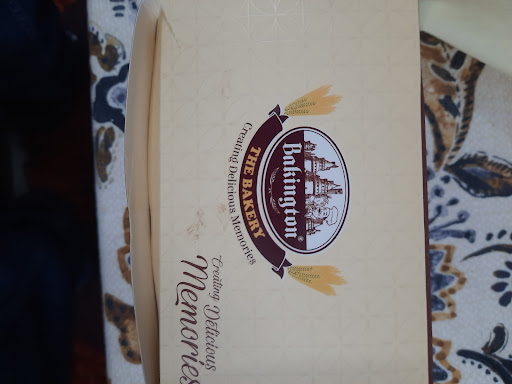 Bakington®
THE BAKERY
Creating Delicious Memories
Creating Delicious
Memories